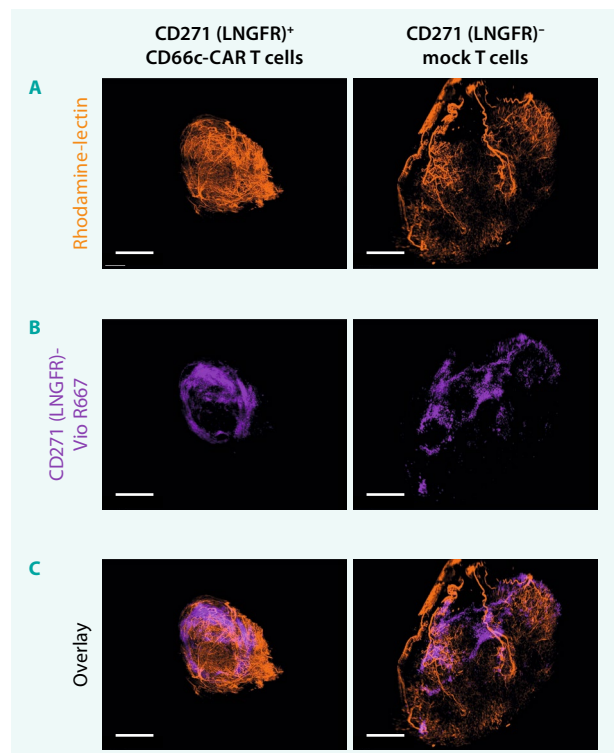 CD271 (LNGFR)⁺
CD66c-CAR T cells
CD271 (LNGFR)⁻
mock T cells
A
Rhodamine-lectin
B
CD271 (LNGFR)-
Vio R667
C
Overlay